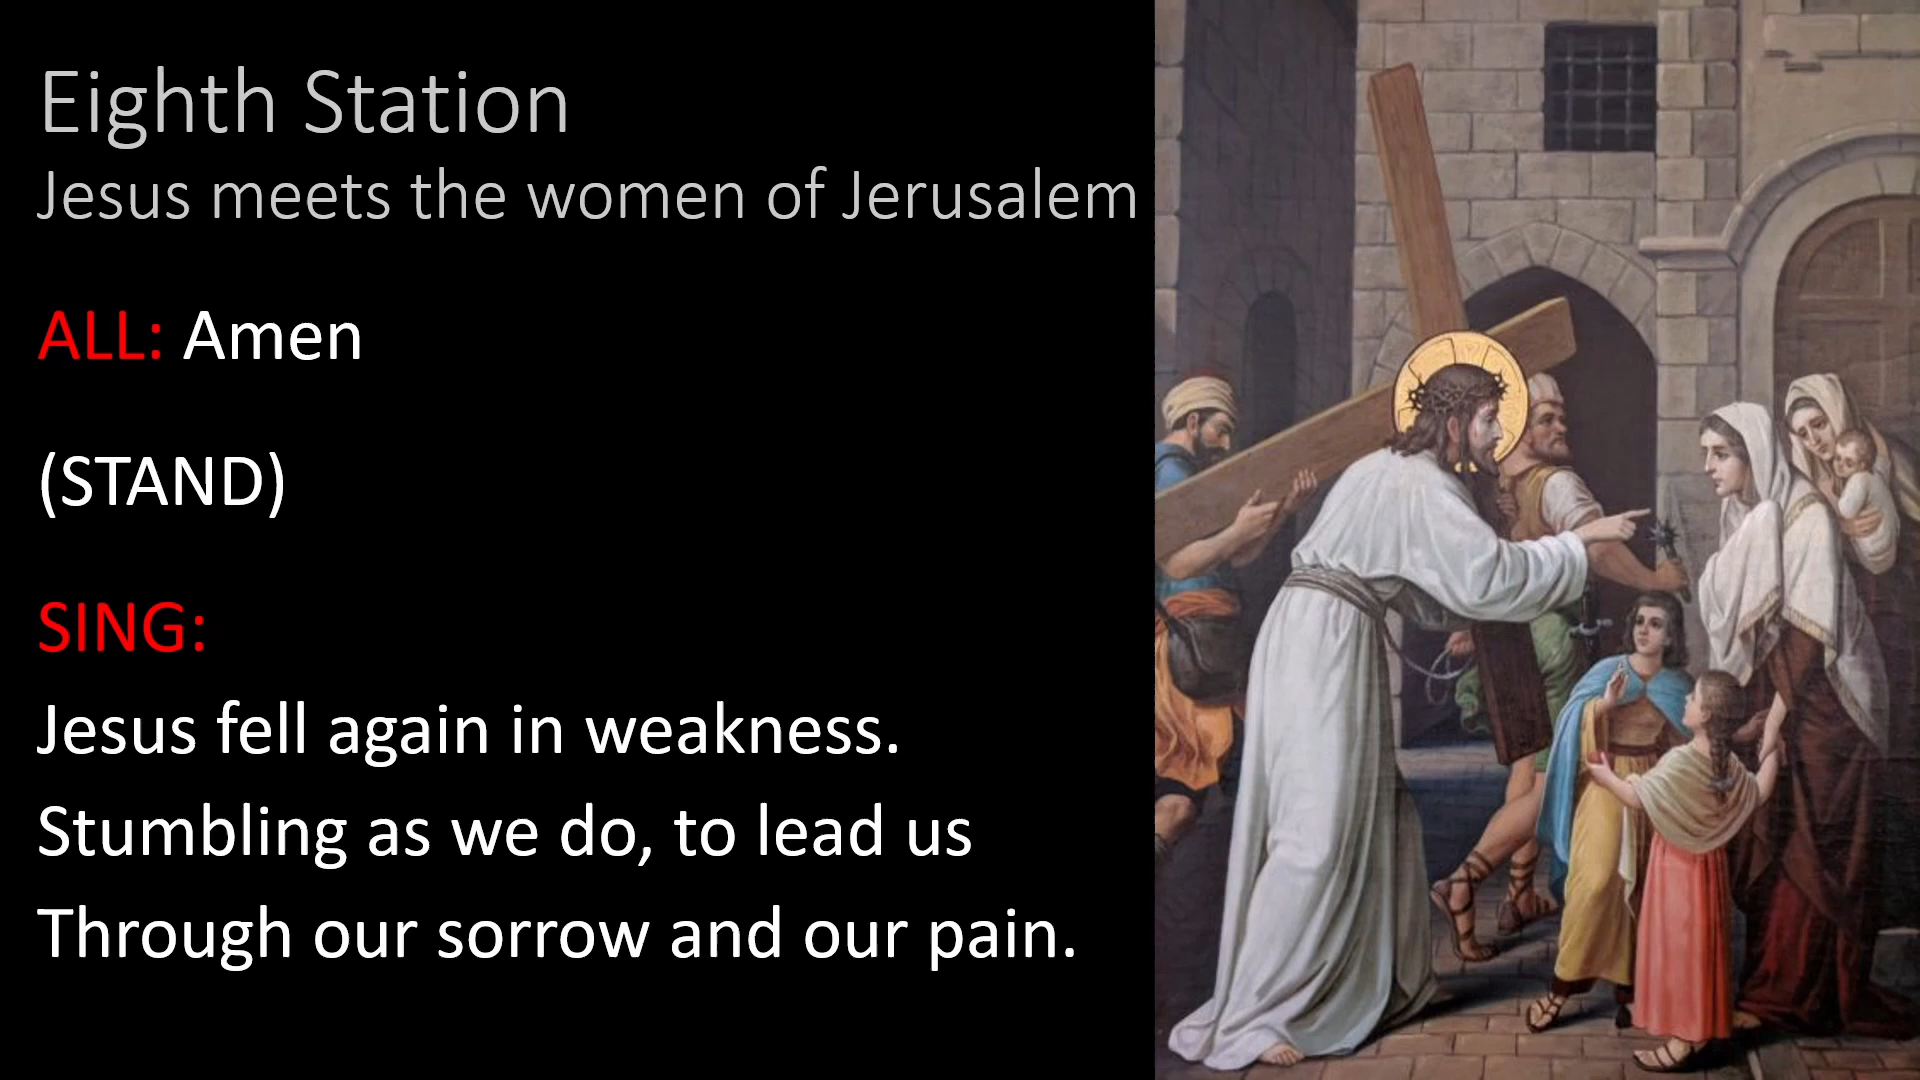 Eighth Station
Jesus meets the women of Jerusalem
ALL: Amen
(STAND)
SING:
Jesus fell again in weakness.
Stumbling as we do, to lead us
Through our sorrow and our pain.